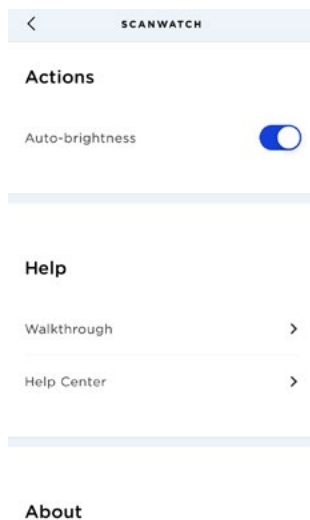 SCANWATCH
Actions
Auto-brightness
Help
Walkthrough
Help Center
About